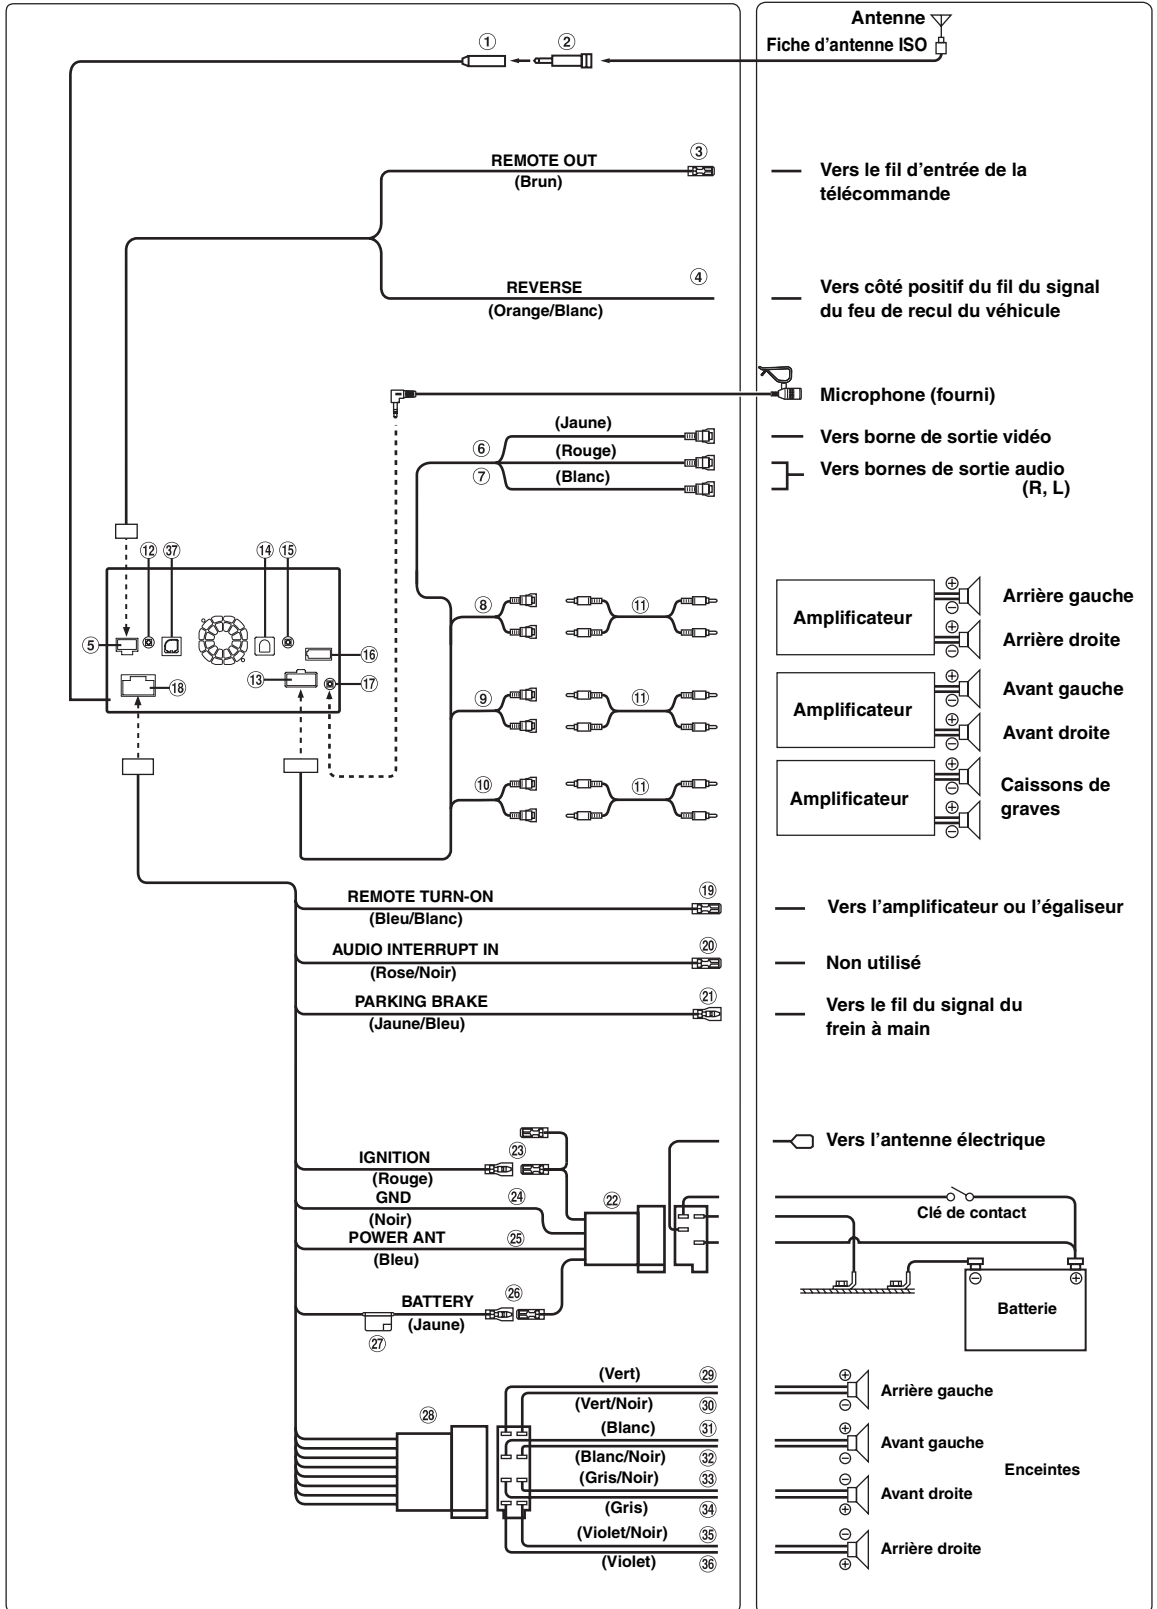 Antenne
Fiche d'antenne ISO
① ②
REMOTE OUT ③
(Brun)
Vers le fil d'entrée de la
télécommande
REVERSE ④
(Orange/Blanc)
Vers côté positif du fil du signal
du feu de recul du véhicule
Microphone (fourni)
(Jaune)
Vers borne de sortie vidéo
⑥ (Rouge)
⑦ (Blanc)
Vers bornes de sortie audio
(R, L)
⑫ ㊲ ⑭ ⑮
⑤ ⑯
⑱ ⑬ ⑰
⑧ ⑪
Amplificateur
⊕ ⊖ Arrière gauche
⊕ ⊖ Arrière droite
⑨ ⑪
Amplificateur
⊕ ⊖ Avant gauche
⊕ ⊖ Avant droite
⑩ ⑪
Amplificateur
⊕ ⊖ ⊕ ⊖
Caissons de
graves
REMOTE TURN-ON ⑲
(Bleu/Blanc)
Vers l'amplificateur ou l'égaliseur
AUDIO INTERRUPT IN ⑳
(Rose/Noir)
Non utilisé
PARKING BRAKE ㉑
(Jaune/Bleu)
Vers le fil du signal du
frein à main
Vers l'antenne électrique
IGNITION ㉓
(Rouge)
GND ㉔ ㉒
(Noir)
Clé de contact
POWER ANT ㉕
(Bleu)
BATTERY ㉖
(Jaune)
㉗
⊖ ⊕
Batterie
(Vert) ㉙
(Vert/Noir) ㉚
⊕ ⊖ Arrière gauche
㉘
(Blanc) ㉛
(Blanc/Noir) ㉜
⊕ ⊖ Avant gauche
Enceintes
(Gris/Noir) ㉝
(Gris) ㉞
⊖ ⊕ Avant droite
(Violet/Noir) ㉟
(Violet) ㊱
⊖ ⊕ Arrière droite